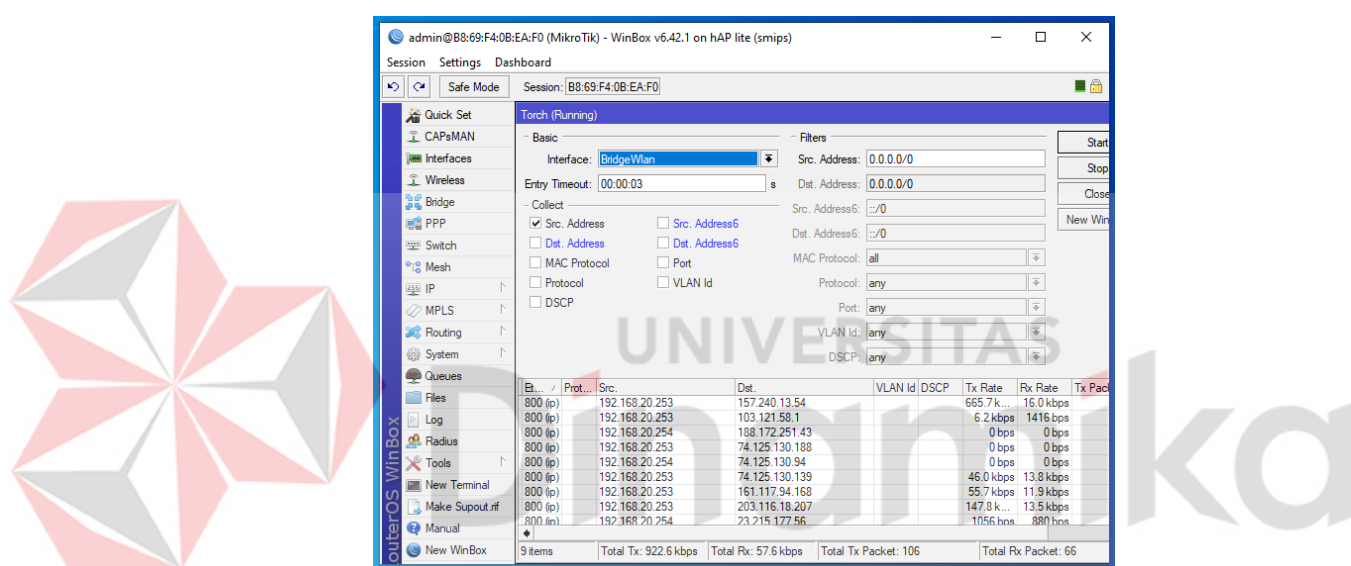 admin@B8:69:F4:0B:EA:F0 (MikroTik) - WinBox v6.42.1 on hAP lite (smips)
Session Settings Dashboard
Safe Mode Session: B8:69:F4:0B:EA:F0
Quick Set
CAPsMAN
Interfaces
Wireless
Bridge
PPP
Switch
Mesh
IP
MPLS
Routing
System
Queues
Files
Log
Radius
Tools
New Terminal
Make Supout.rif
Manual
New WinBox
outerOS WinBox
Torch (Running)
Basic
Interface: BridgeWlan
Entry Timeout: 00:00:03 s
Collect
Src. Address Src. Address6
Dst. Address Dst. Address6
MAC Protocol Port
Protocol VLAN Id
DSCP
Filters
Src. Address: 0.0.0.0/0
Dst. Address: 0.0.0.0/0
Src. Address6: ::/0
Dst. Address6: ::/0
MAC Protocol: all
Protocol: any
Port: any
VLAN Id: any
DSCP: any
Start
Stop
Close
New Win
Et... Prot... Src. Dst. VLAN Id DSCP Tx Rate Rx Rate Tx Pack
800 (ip) 192.168.20.253 157.240.13.54 665.7 k... 16.0 kbps
800 (ip) 192.168.20.253 103.121.58.1 6.2 kbps 1416 bps
800 (ip) 192.168.20.254 188.172.251.43 0 bps 0 bps
800 (ip) 192.168.20.253 74.125.130.188 0 bps 0 bps
800 (ip) 192.168.20.254 74.125.130.94 0 bps 0 bps
800 (ip) 192.168.20.253 74.125.130.139 46.0 kbps 13.8 kbps
800 (ip) 192.168.20.253 161.117.94.168 55.7 kbps 11.9 kbps
800 (ip) 192.168.20.253 203.116.18.207 147.8 k... 13.5 kbps
800 (ip) 192.168.20.254 23.215.177.56 1056 bps 880 bps
9 items Total Tx: 922.6 kbps Total Rx: 57.6 kbps Total Tx Packet: 106 Total Rx Packet: 66
UNIVERSITAS
Dinamika